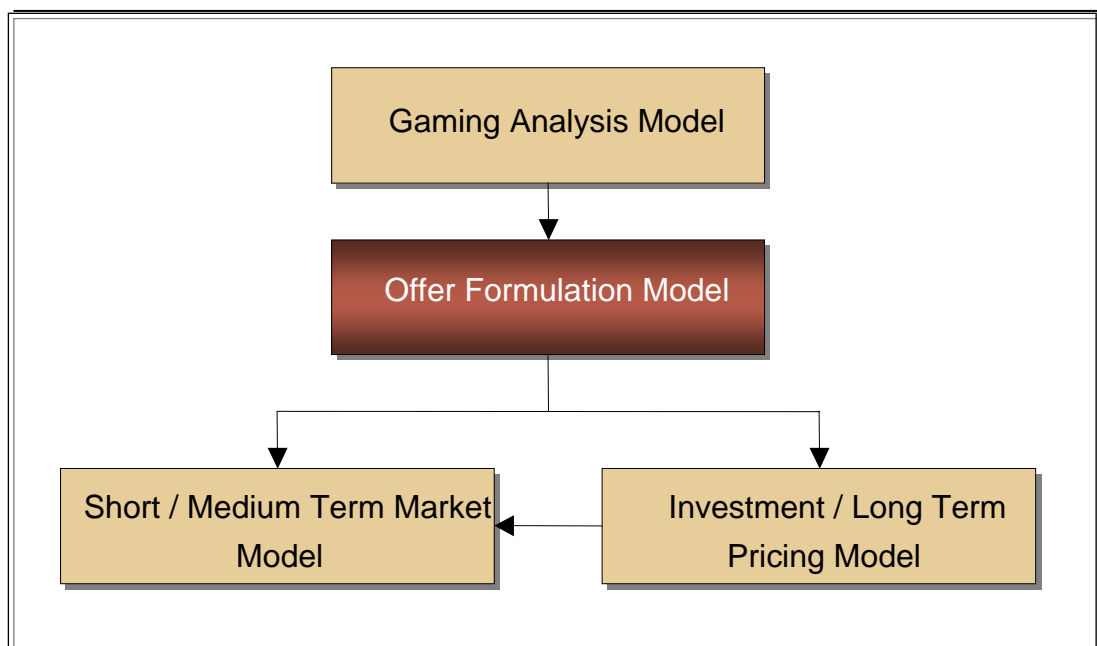 Gaming Analysis Model
Offer Formulation Model
Short / Medium Term Market
Model
Investment / Long Term
Pricing Model